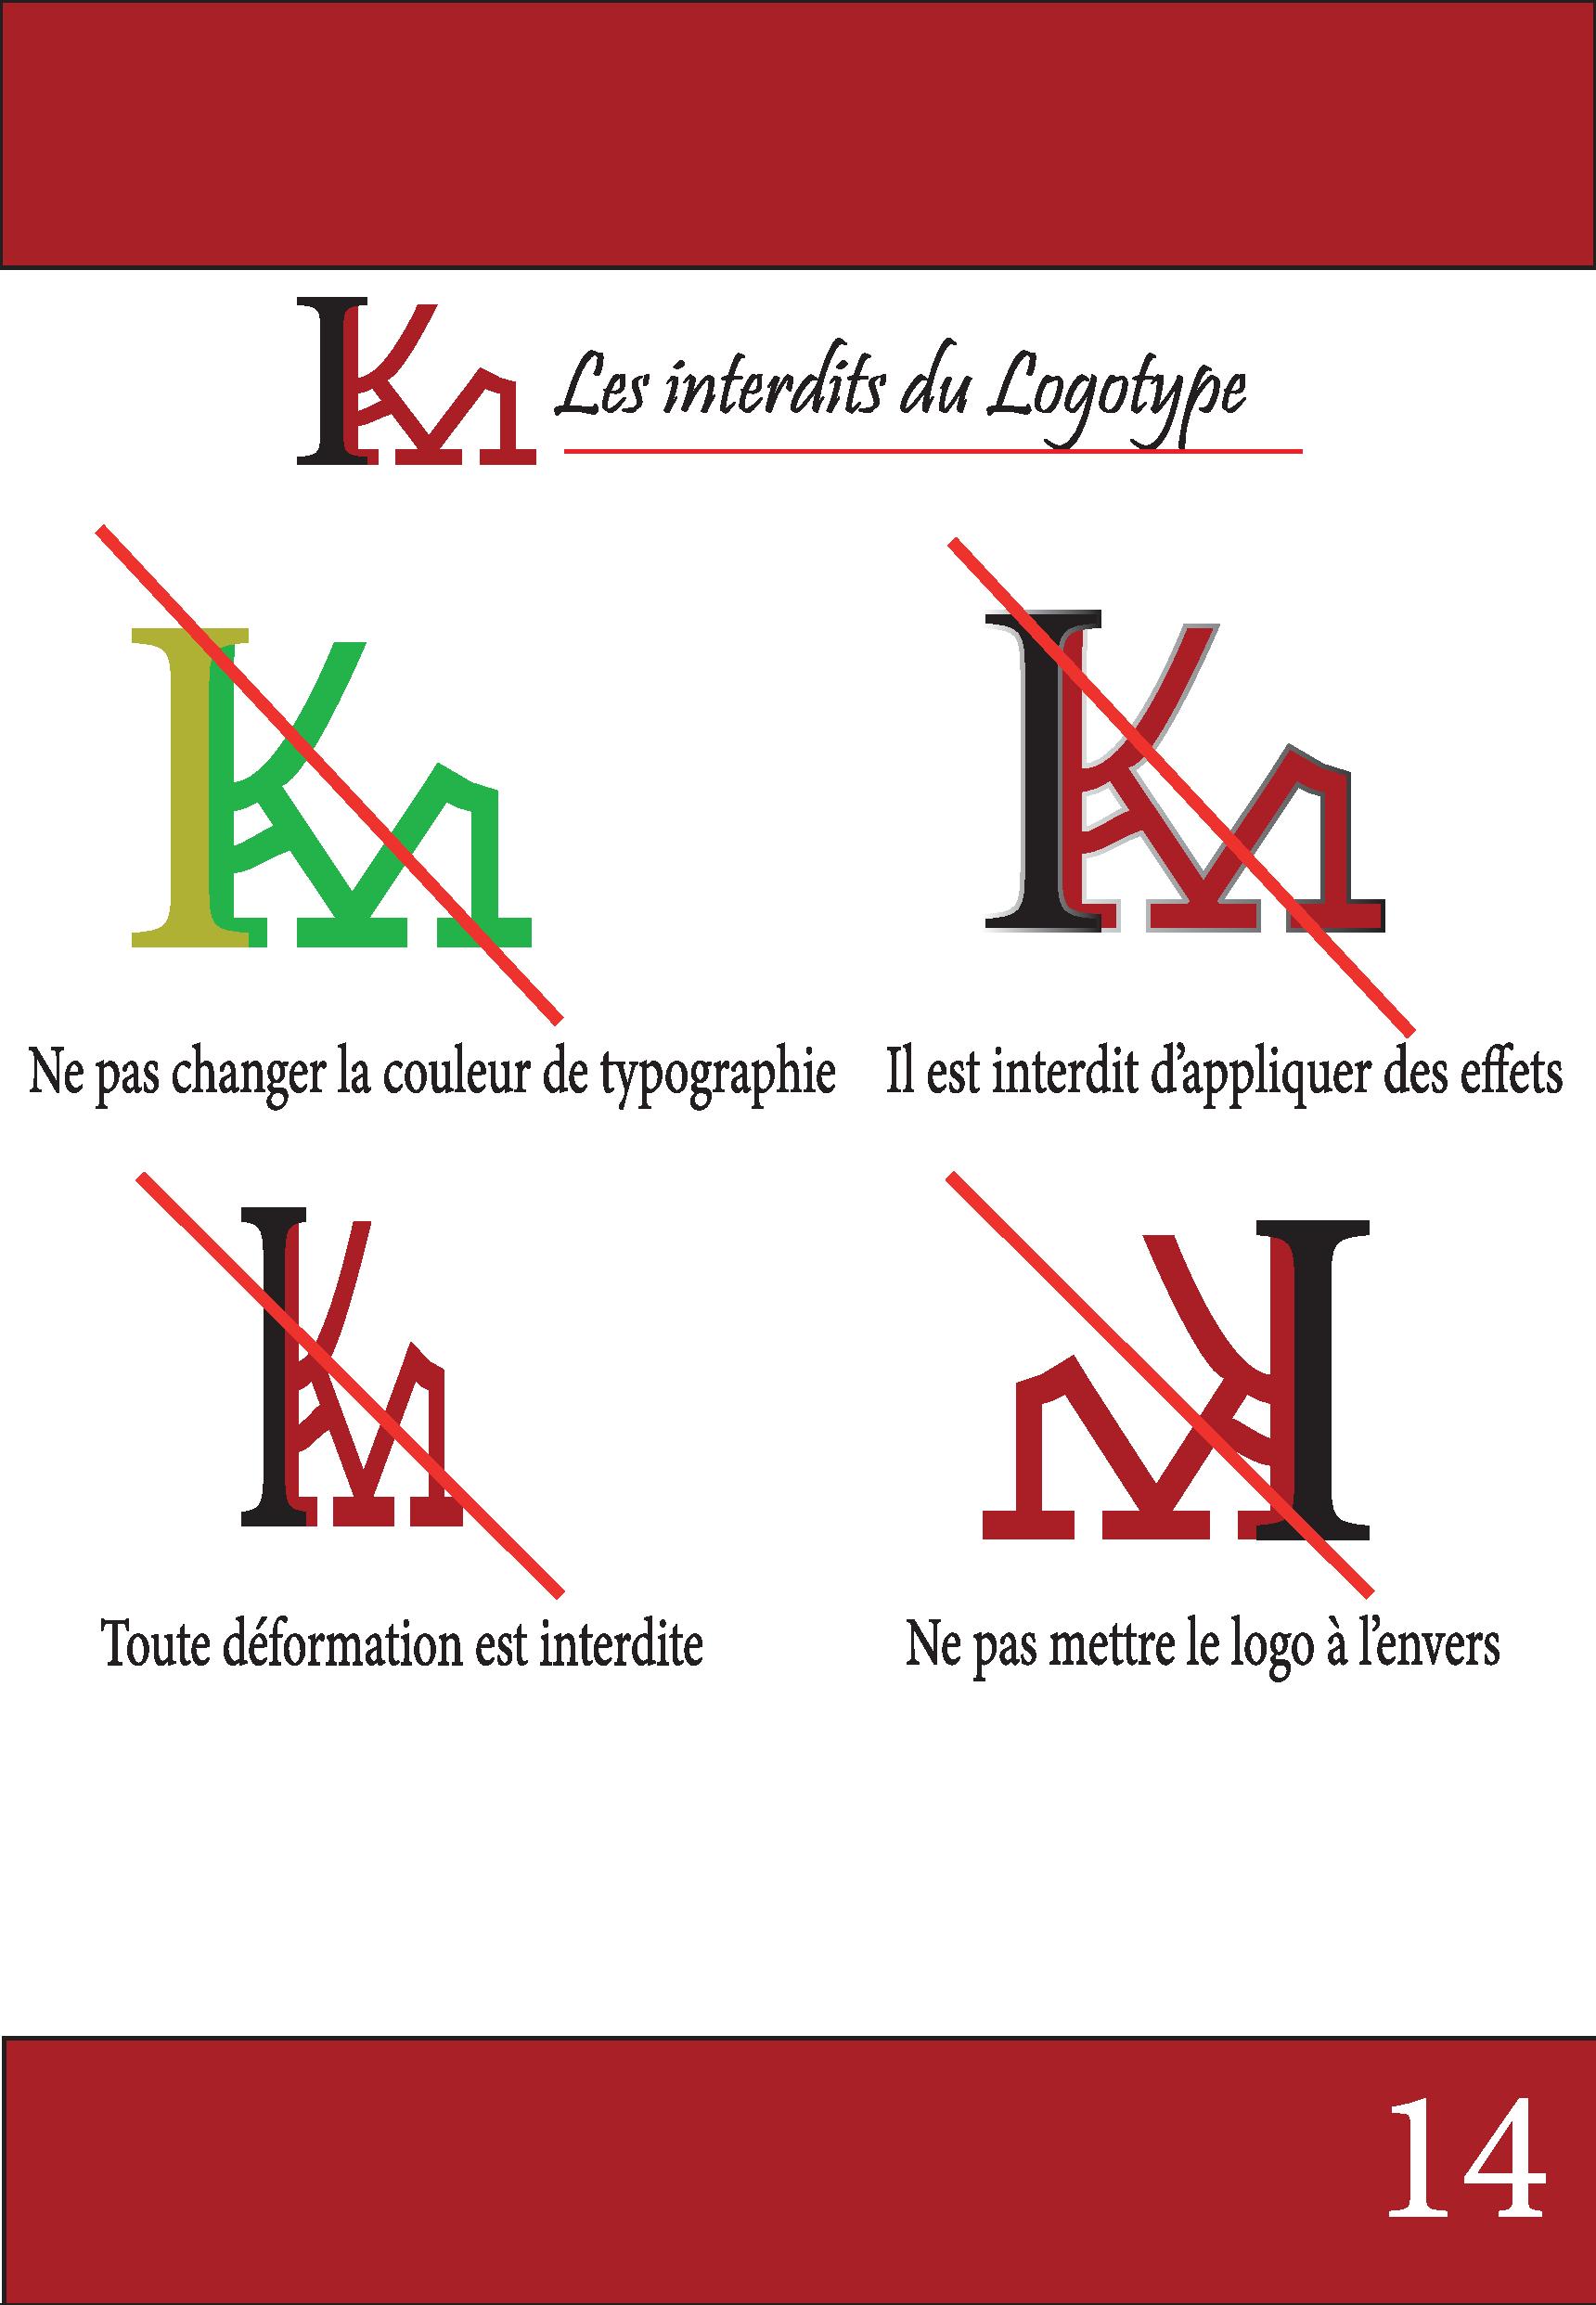 Les interdits du Logotype
Ne pas changer la couleur de typographie
Il est interdit d’appliquer des effets
Toute déformation est interdite
Ne pas mettre le logo à l’envers
14